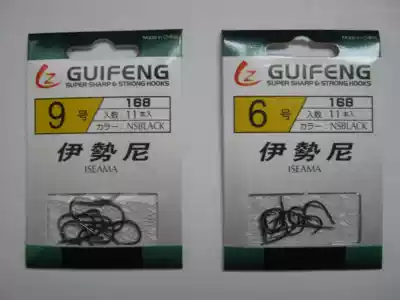 Made in China
GUIFENG
SUPER SHARP & STRONG HOOKS
9号
168
入数 11本入
カラー NSBLACK
伊勢尼
ISEAMA
Made in China
GUIFENG
SUPER SHARP & STRONG HOOKS
6号
168
入数 11本入
カラー NSBLACK
伊勢尼
ISEAMA